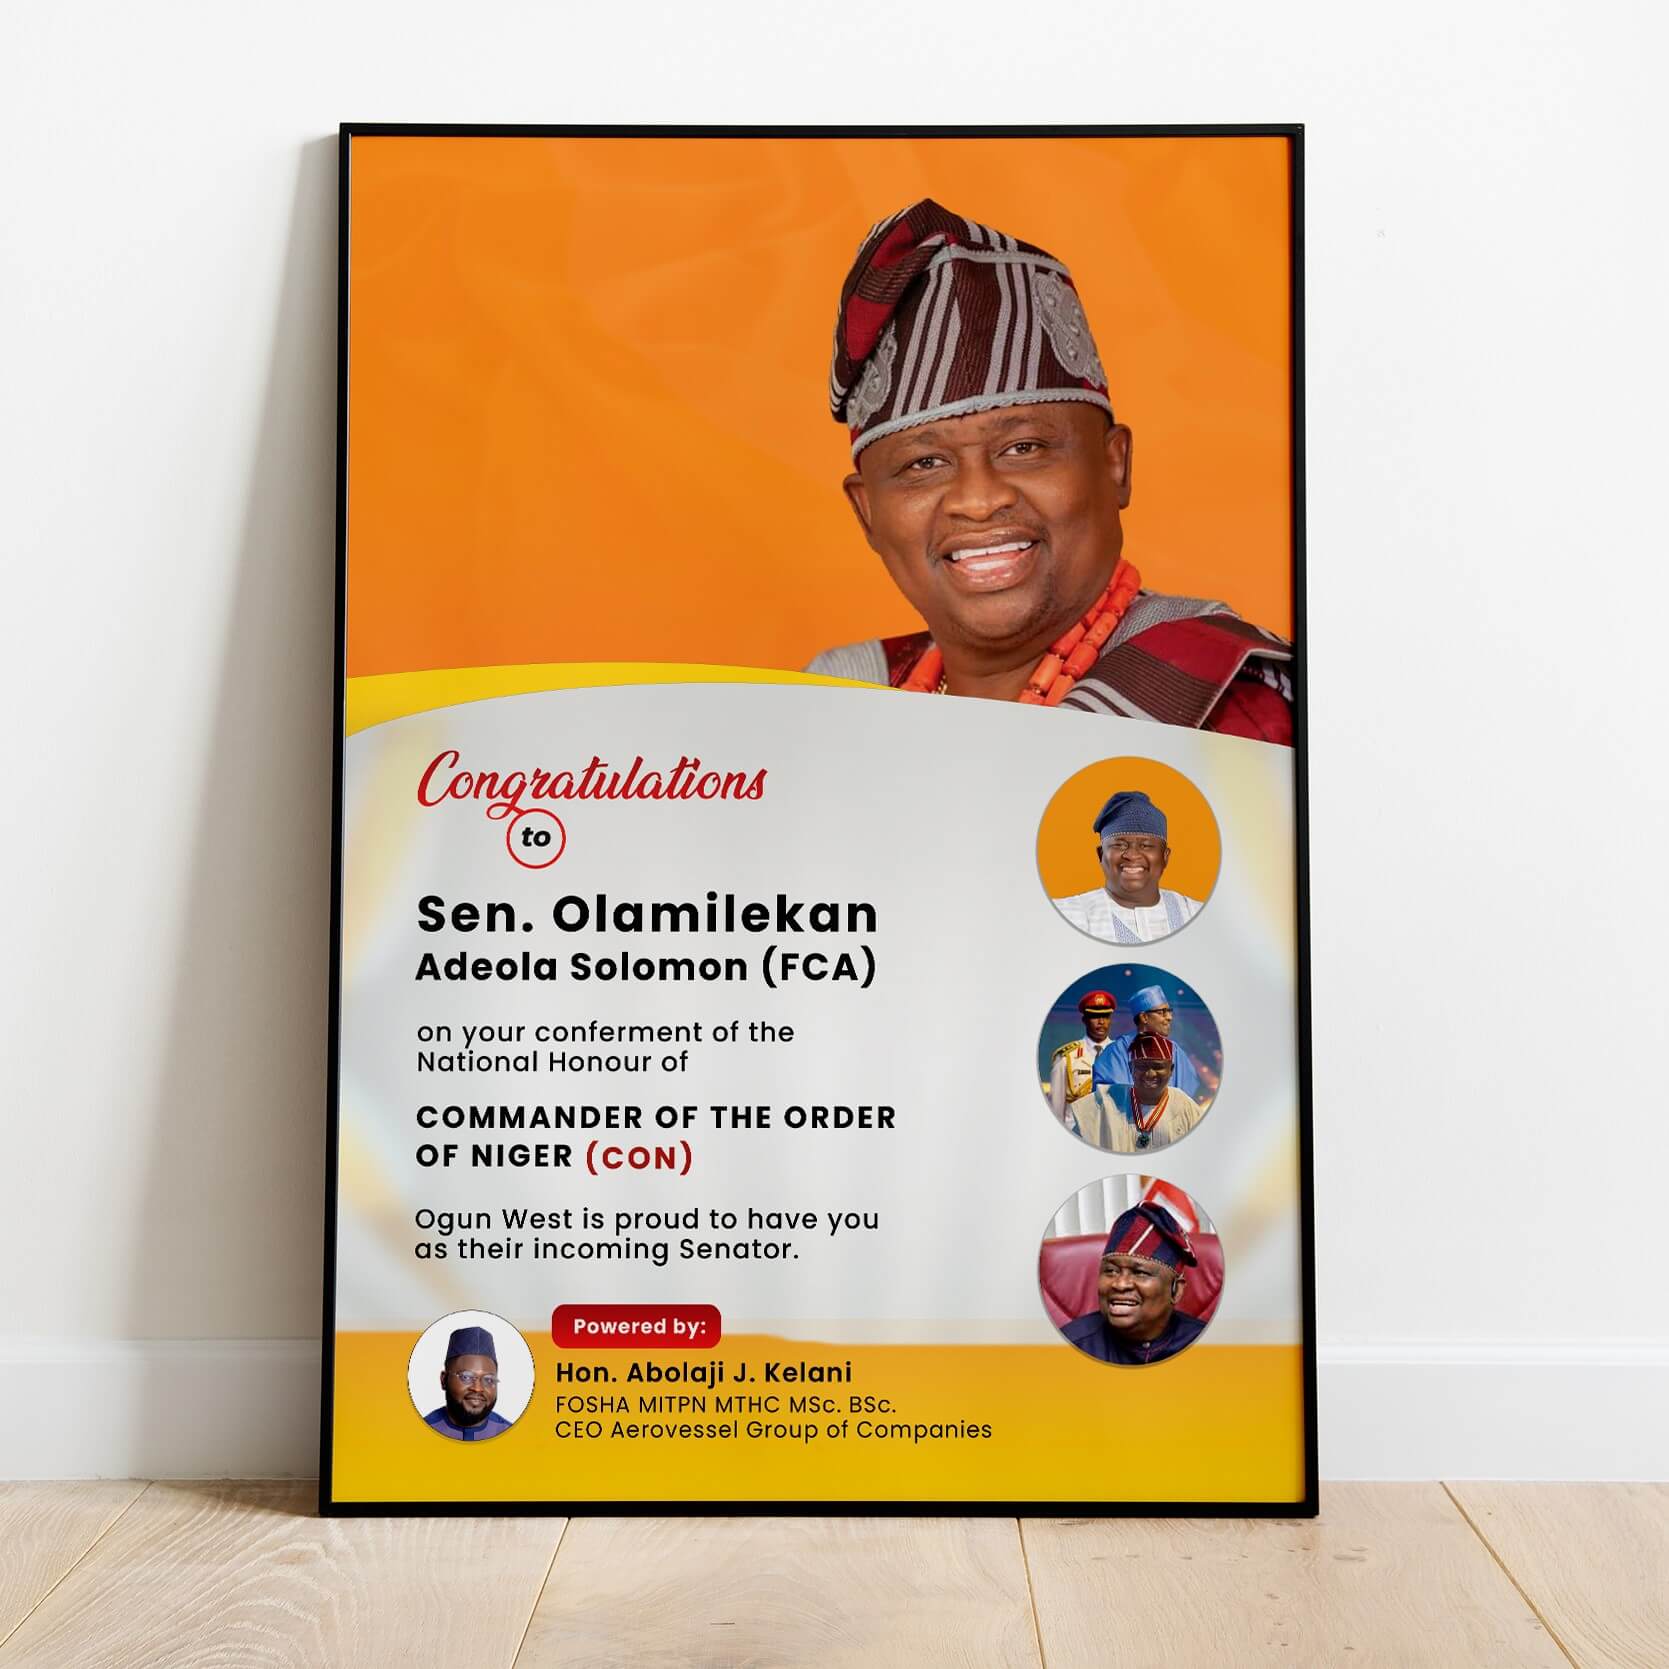 Congratulations
to
Sen. Olamilekan
Adeola Solomon (FCA)
on your conferment of the
National Honour of
COMMANDER OF THE ORDER
OF NIGER (CON)
Ogun West is proud to have you
as their incoming Senator.
Powered by:
Hon. Abolaji J. Kelani
FOSHA MITPN MTHC MSc. BSc.
CEO Aerovessel Group of Companies